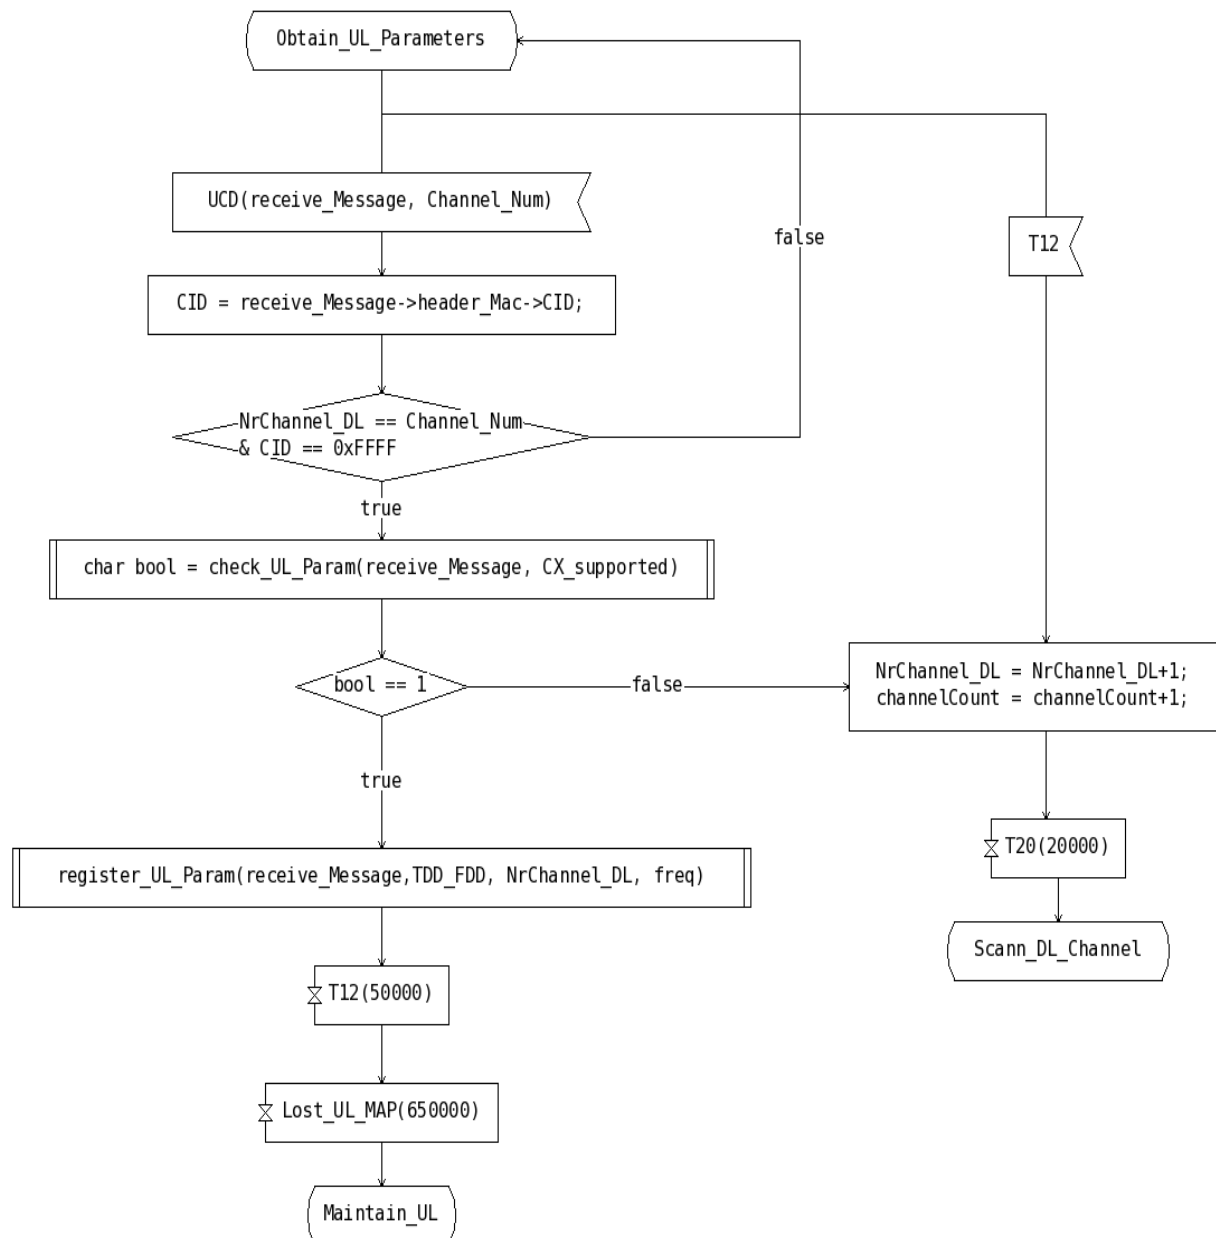 Obtain_UL_Parameters
UCD(receive_Message, Channel_Num)
false
T12
CID = receive_Message->header_Mac->CID;
NrChannel_DL == Channel_Num
& CID == 0xFFFF
true
char bool = check_UL_Param(receive_Message, CX_supported)
bool == 1
false
NrChannel_DL = NrChannel_DL+1;
channelCount = channelCount+1;
true
T20(20000)
register_UL_Param(receive_Message,TDD_FDD, NrChannel_DL, freq)
Scann_DL_Channel
T12(50000)
Lost_UL_MAP(650000)
Maintain_UL